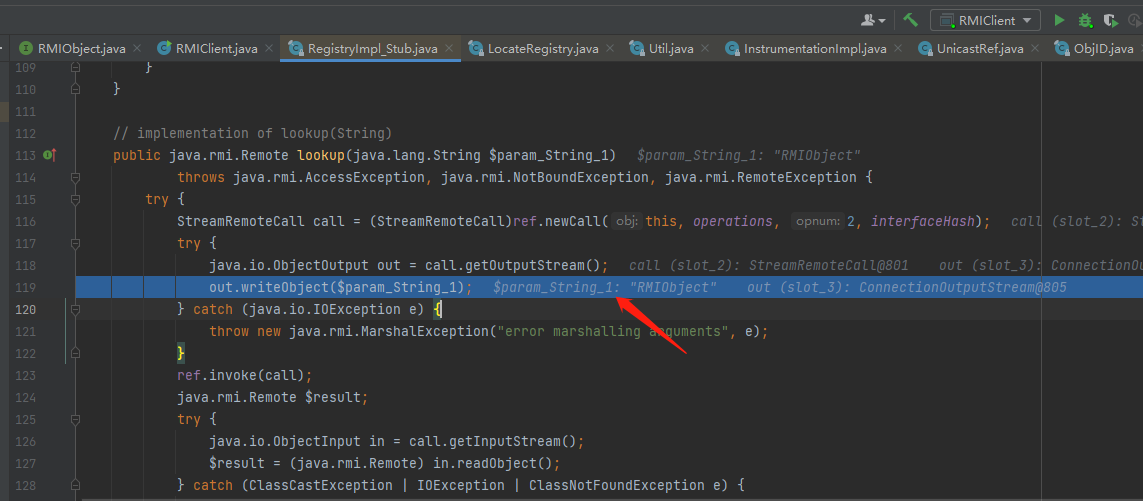 RMIClient
RMIObject.java RMIClient.java RegistryImpl_Stub.java LocateRegistry.java Util.java InstrumentationImpl.java UnicastRef.java ObjID.java
109 }
110 }
111
112 // implementation of lookup(String)
113 public java.rmi.Remote lookup(java.lang.String $param_String_1) $param_String_1: "RMIObject"
114 throws java.rmi.AccessException, java.rmi.NotBoundException, java.rmi.RemoteException {
115 try {
116 StreamRemoteCall call = (StreamRemoteCall)ref.newCall( obj: this, operations, opnum: 2, interfaceHash); call (slot_2): S
117 try {
118 java.io.ObjectOutput out = call.getOutputStream(); call (slot_2): StreamRemoteCall@801 out (slot_3): ConnectionOu
119 out.writeObject($param_String_1); $param_String_1: "RMIObject" out (slot_3): ConnectionOutputStream@805
120 } catch (java.io.IOException e) {
121 throw new java.rmi.MarshalException("error marshalling arguments", e);
122 }
123 ref.invoke(call);
124 java.rmi.Remote $result;
125 try {
126 java.io.ObjectInput in = call.getInputStream();
127 $result = (java.rmi.Remote) in.readObject();
128 } catch (ClassCastException | IOException | ClassNotFoundException e) {